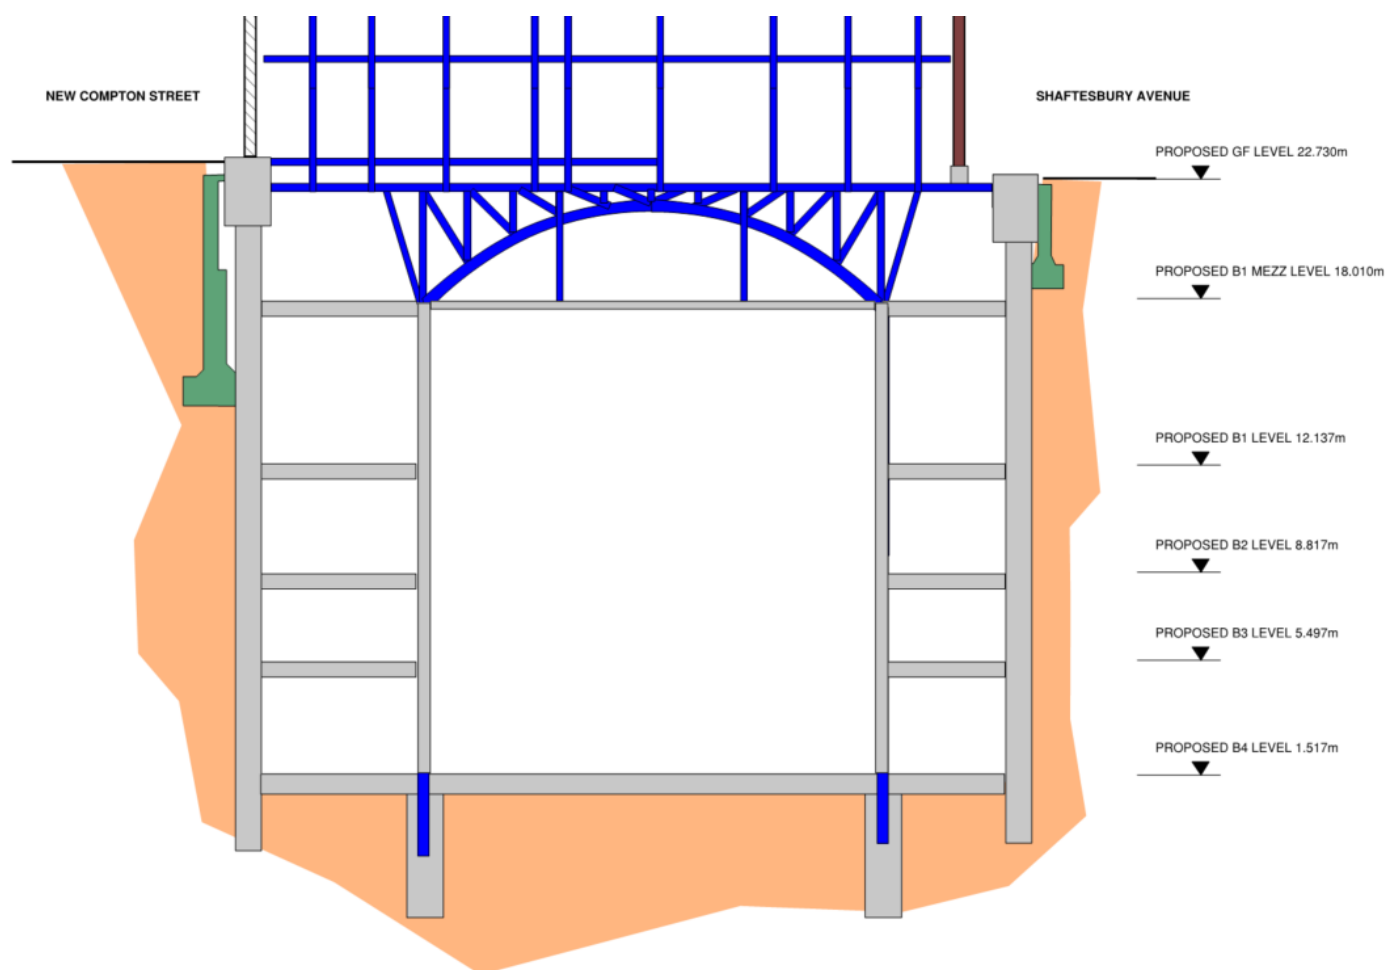 NEW COMPTON STREET
SHAFTESBURY AVENUE
PROPOSED GF LEVEL 22.730m
PROPOSED B1 MEZZ LEVEL 18.010m
PROPOSED B1 LEVEL 12.137m
PROPOSED B2 LEVEL 8.817m
PROPOSED B3 LEVEL 5.497m
PROPOSED B4 LEVEL 1.517m